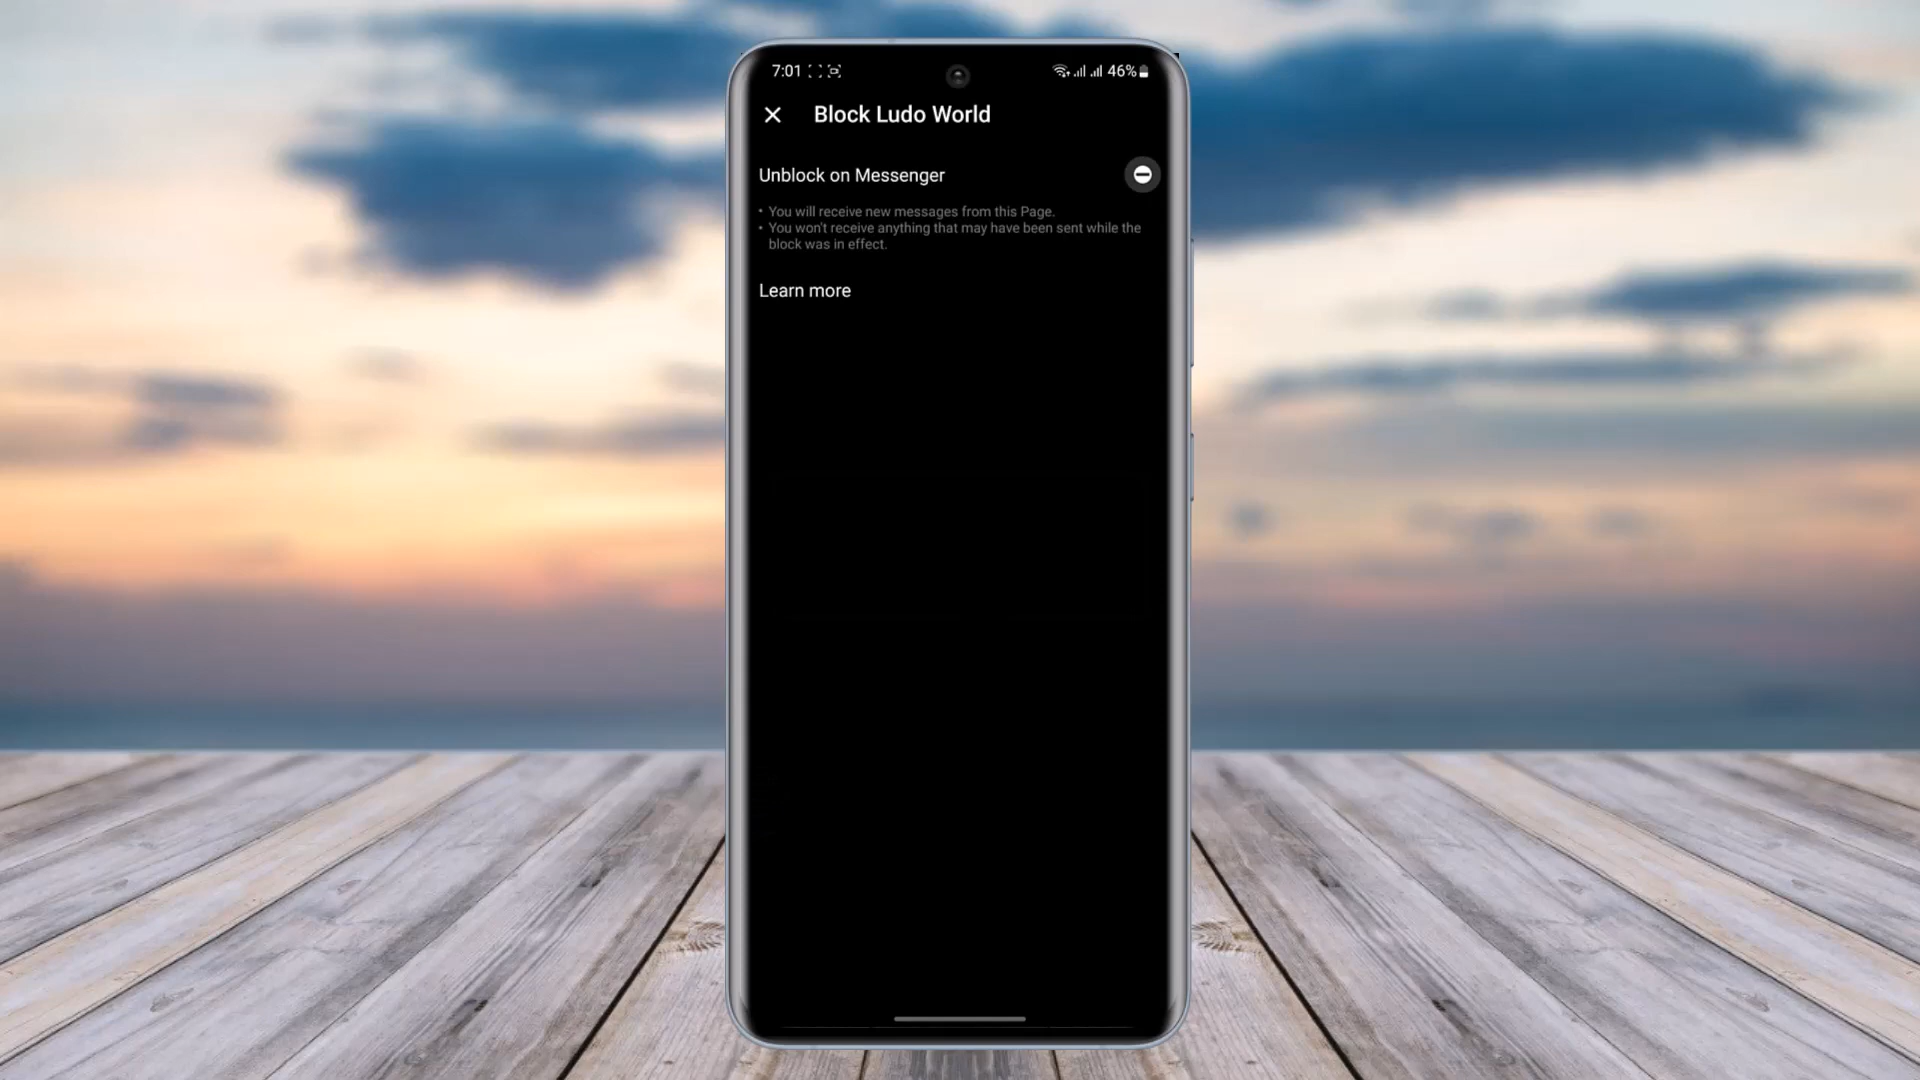 7:01 46%
Block Ludo World
Unblock on Messenger
• You will receive new messages from this Page.
• You won't receive anything that may have been sent while the
block was in effect.
Learn more